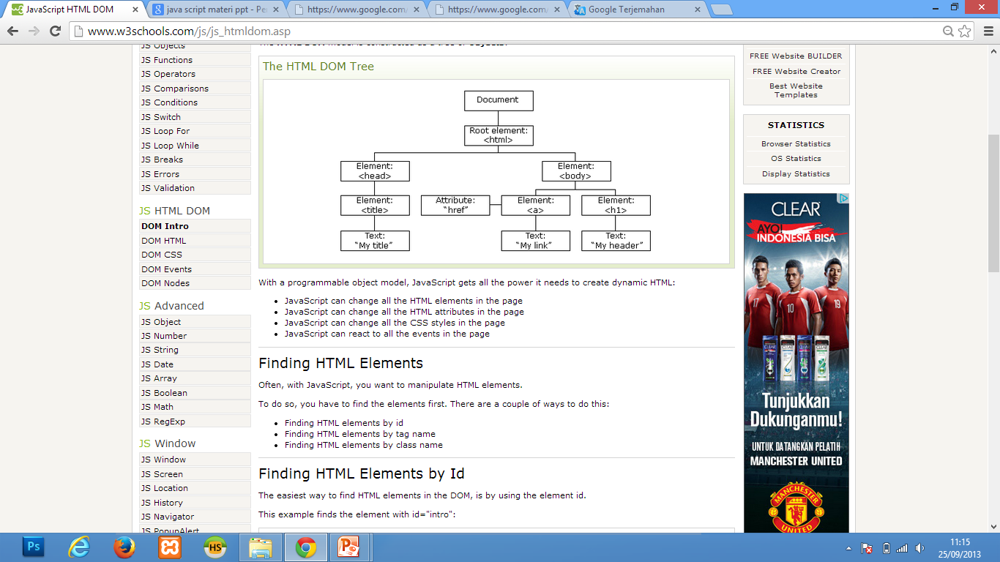 JavaScript HTML DOM
java script materi ppt - Pe
https://www.google.com/
https://www.google.com/
Google Terjemahan
www.w3schools.com/js/js_htmldom.asp
JS Objects
JS Functions
JS Operators
JS Comparisons
JS Conditions
JS Switch
JS Loop For
JS Loop While
JS Breaks
JS Errors
JS Validation
JS HTML DOM
DOM Intro
DOM HTML
DOM CSS
DOM Events
DOM Nodes
JS Advanced
JS Object
JS Number
JS String
JS Date
JS Array
JS Boolean
JS Math
JS RegExp
JS Window
JS Window
JS Screen
JS Location
JS History
JS Navigator
JS PopupAlert
The HTML DOM Tree
Document
Root element:
<html>
Element:
<head>
Element:
<body>
Element:
<title>
Attribute:
“href”
Element:
<a>
Element:
<h1>
Text:
“My title”
Text:
“My link”
Text:
“My header”
With a programmable object model, JavaScript gets all the power it needs to create dynamic HTML:
JavaScript can change all the HTML elements in the page
JavaScript can change all the HTML attributes in the page
JavaScript can change all the CSS styles in the page
JavaScript can react to all the events in the page
Finding HTML Elements
Often, with JavaScript, you want to manipulate HTML elements.
To do so, you have to find the elements first. There are a couple of ways to do this:
Finding HTML elements by id
Finding HTML elements by tag name
Finding HTML elements by class name
Finding HTML Elements by Id
The easiest way to find HTML elements in the DOM, is by using the element id.
This example finds the element with id="intro":
FREE Website BUILDER
FREE Website Creator
Best Website
Templates
STATISTICS
Browser Statistics
OS Statistics
Display Statistics
CLEAR
AYO!
INDONESIA BISA
17
10
19
CLEAR CLEAR CLEAR CLEAR
Tunjukkan
Dukunganmu!
UNTUK DATANGKAN PELATIH
MANCHESTER UNITED
MANCHESTER
UNITED
Ps
HS
P
11:15
25/09/2013